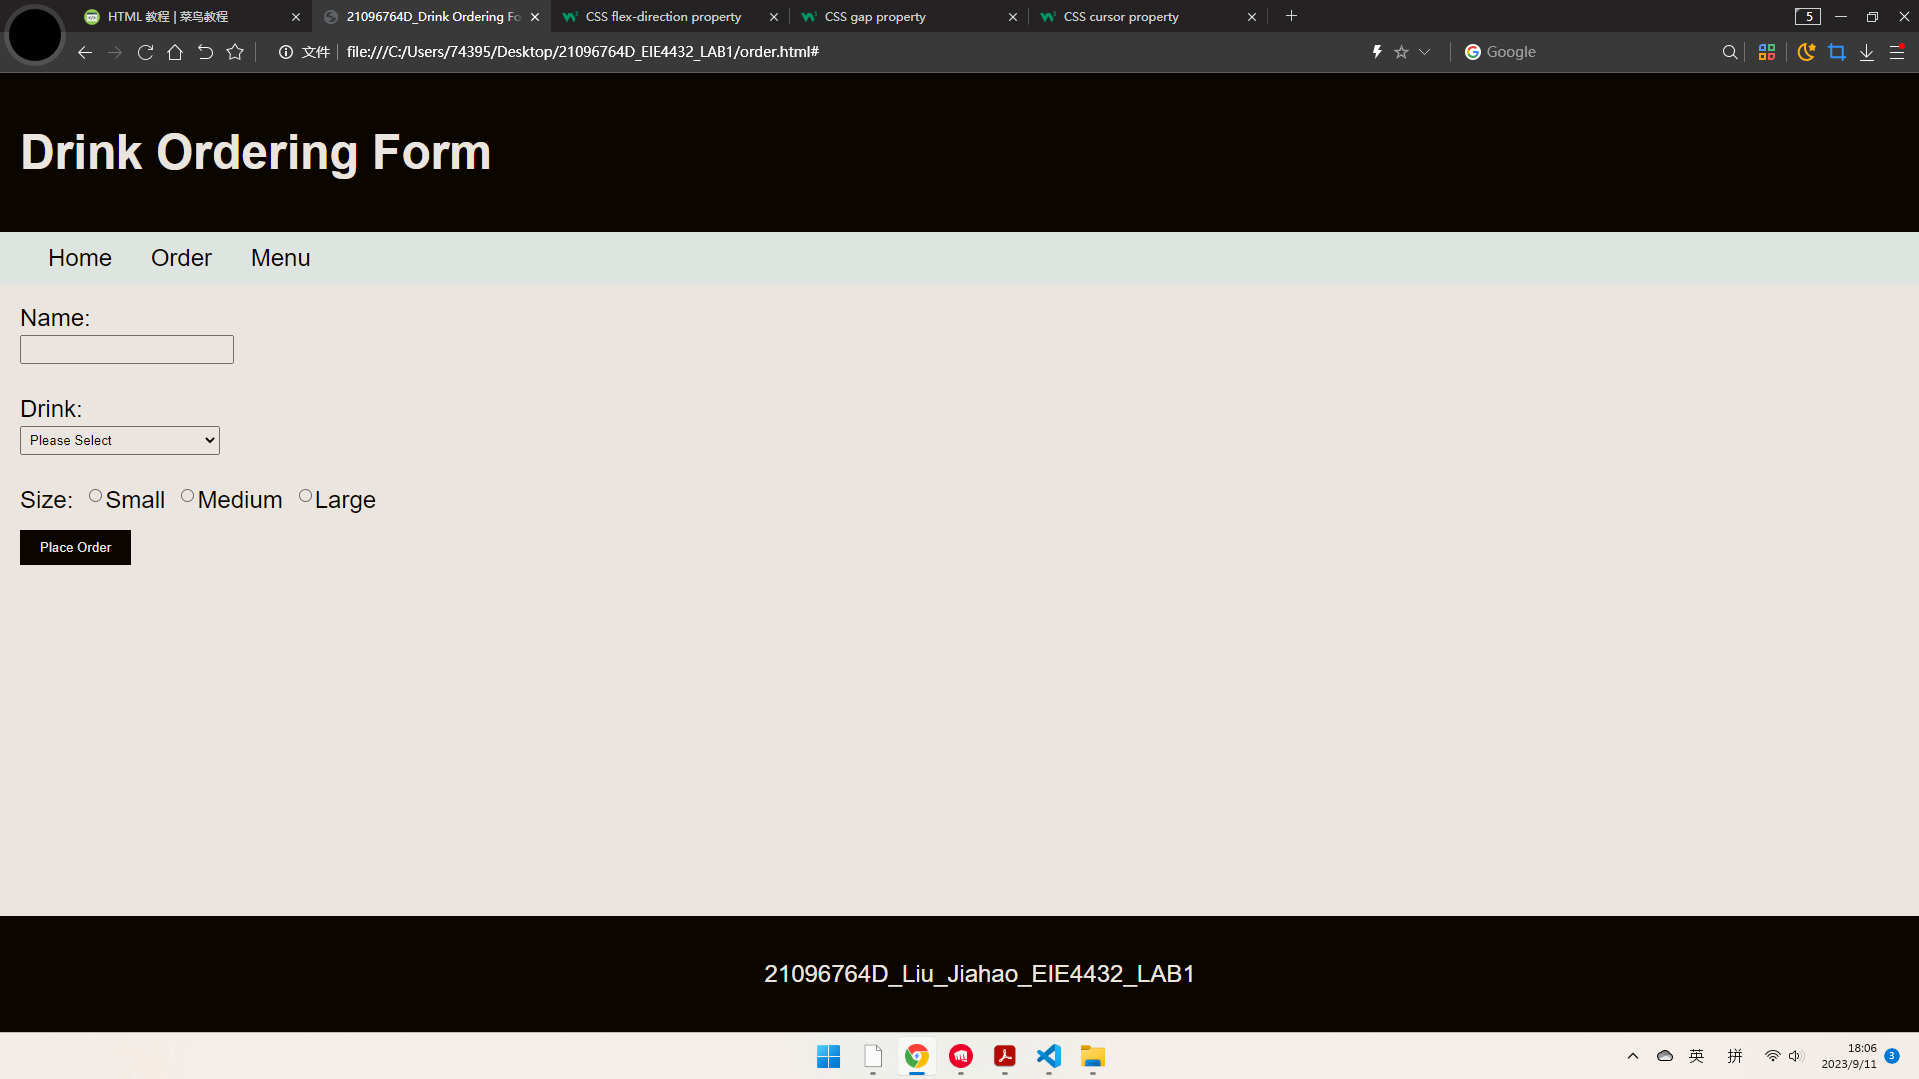 HTML 教程 | 菜鸟教程
21096764D_Drink Ordering Fo
CSS flex-direction property
CSS gap property
CSS cursor property
5
文件
file:///C:/Users/74395/Desktop/21096764D_EIE4432_LAB1/order.html#
Google
Drink Ordering Form
Home Order Menu
Name:
Drink:
Please Select
Size: Small Medium Large
Place Order
21096764D_Liu_Jiahao_EIE4432_LAB1
英 拼
18:06
2023/9/11
3